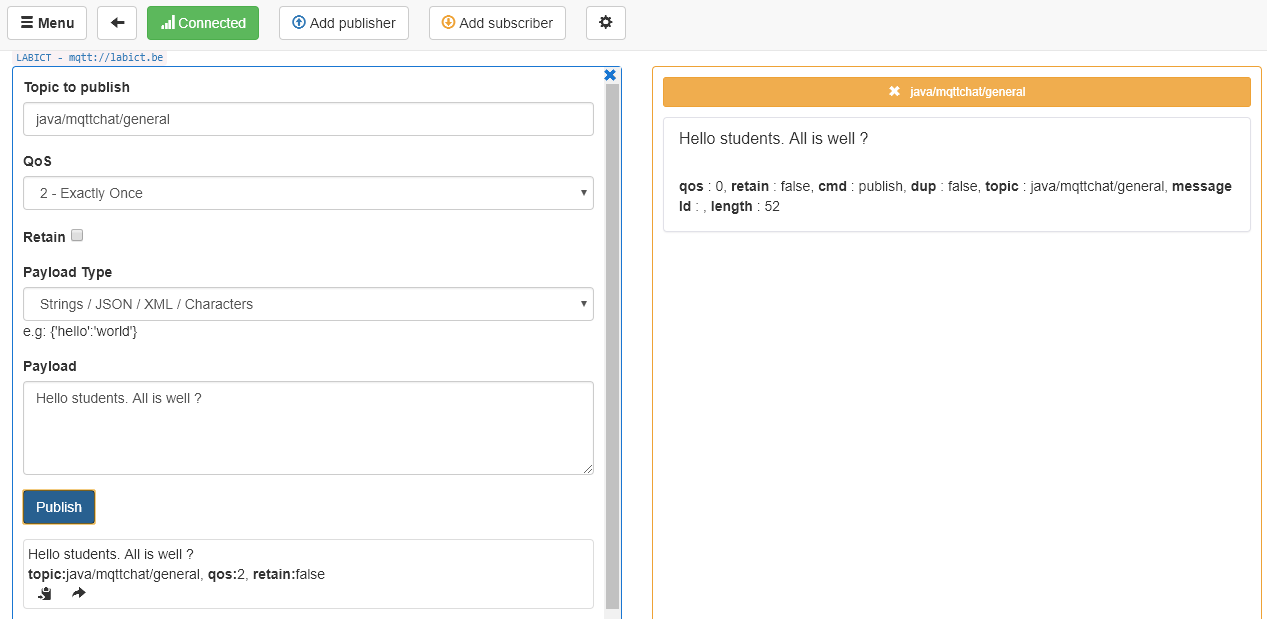 Menu
Connected
Add publisher
Add subscriber
LABICT - mqtt://labict.be
Topic to publish
java/mqttchat/general
QoS
2 - Exactly Once
Retain
Payload Type
Strings / JSON / XML / Characters
e.g: {'hello':'world'}
Payload
Hello students. All is well ?
Publish
Hello students. All is well ?
topic:java/mqttchat/general, qos:2, retain:false
java/mqttchat/general
Hello students. All is well ?
qos : 0, retain : false, cmd : publish, dup : false, topic : java/mqttchat/general, message
Id : , length : 52